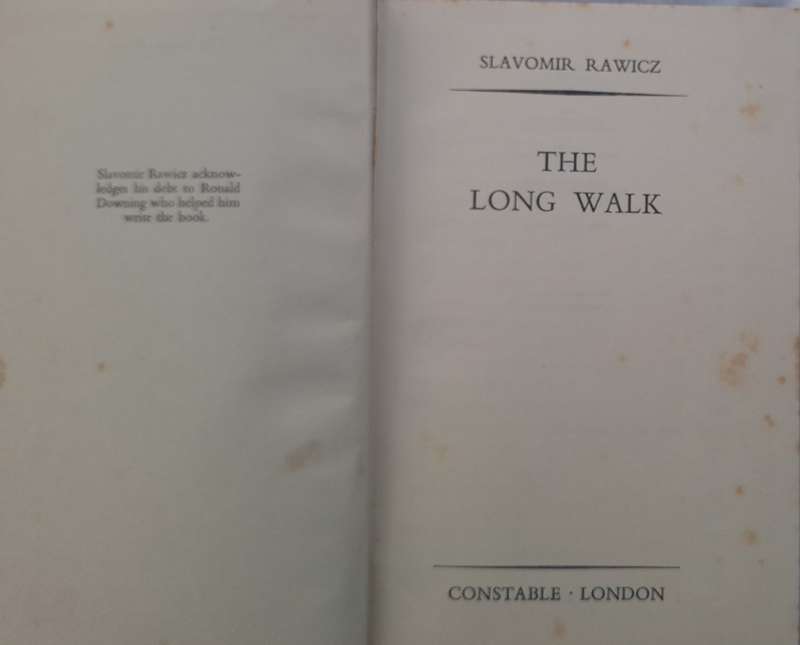 Slavomir Rawicz acknow-
ledges his debt to Ronald
Downing who helped him
write the book.
SLAVOMIR RAWICZ
THE
LONG WALK
CONSTABLE · LONDON